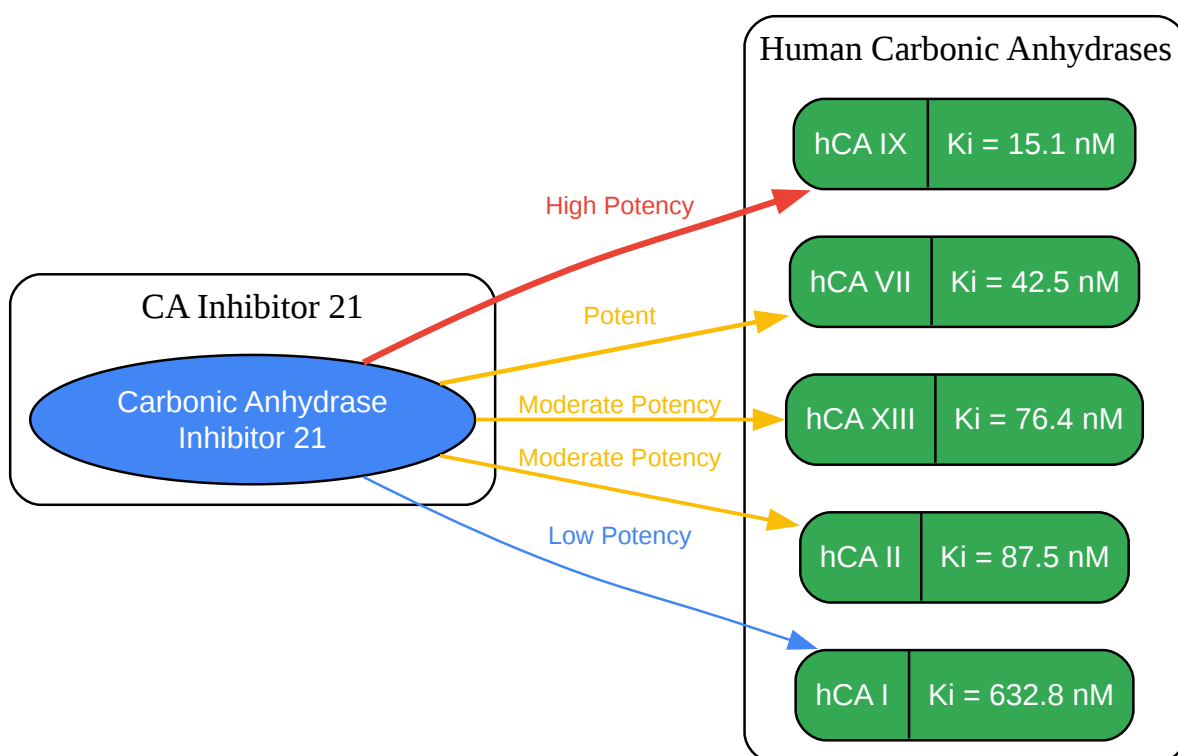 Human Carbonic Anhydrases
hCA IX
Ki = 15.1 nM
High Potency
hCA VII
Ki = 42.5 nM
CA Inhibitor 21
Potent
Carbonic Anhydrase
Inhibitor 21
Moderate Potency
hCA XIII
Ki = 76.4 nM
Moderate Potency
hCA II
Ki = 87.5 nM
Low Potency
hCA I
Ki = 632.8 nM